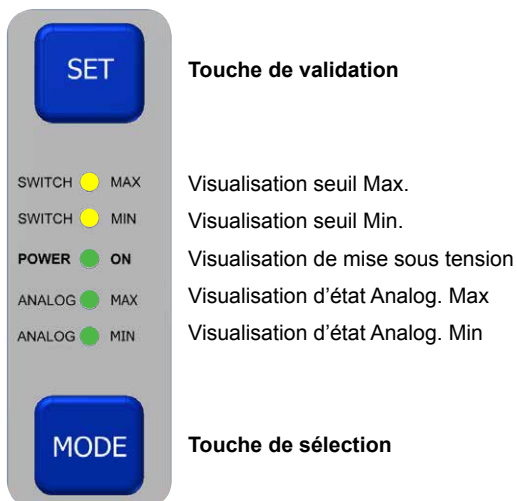 SET Touche de validation
SWITCH MAX Visualisation seuil Max.
SWITCH MIN Visualisation seuil Min.
POWER ON Visualisation de mise sous tension
ANALOG MAX Visualisation d’état Analog. Max
ANALOG MIN Visualisation d’état Analog. Min
MODE Touche de sélection